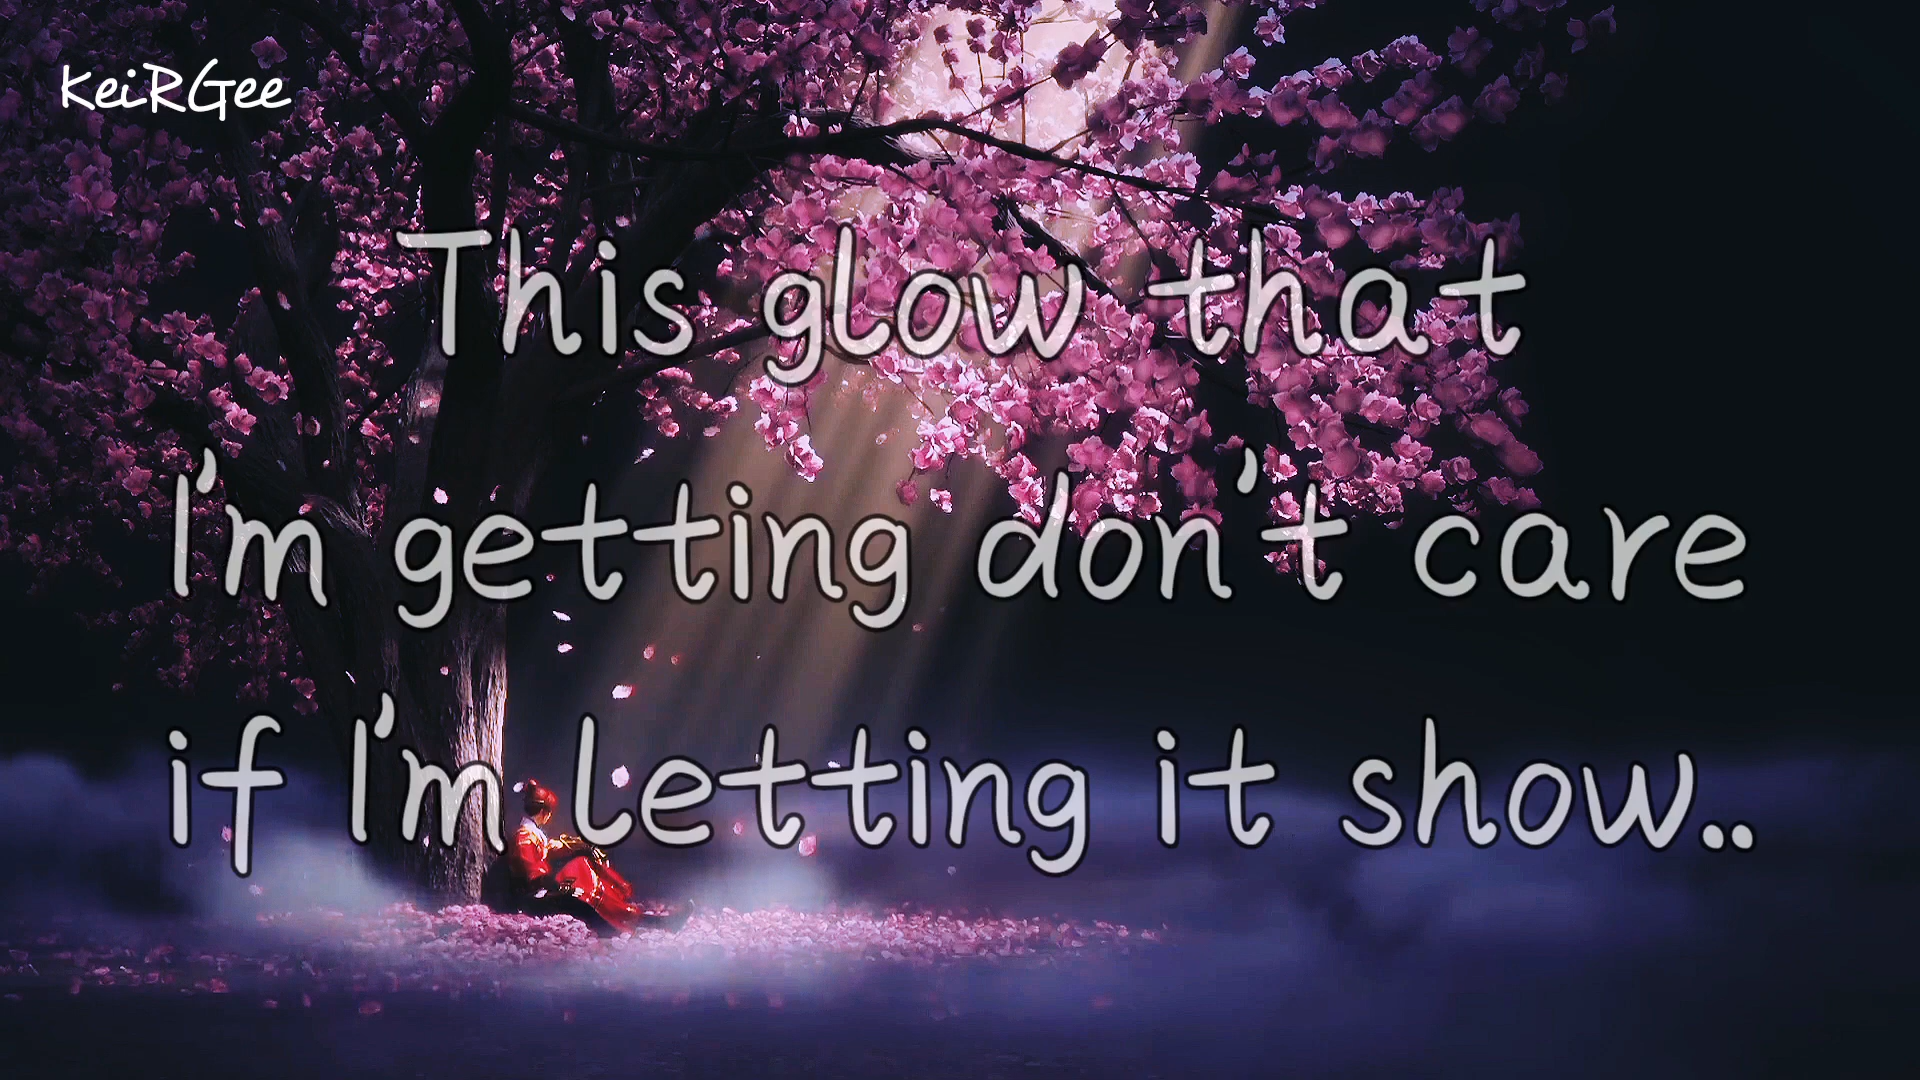 KeiRGee
This glow that
I'm getting don't care
if I'm letting it show..